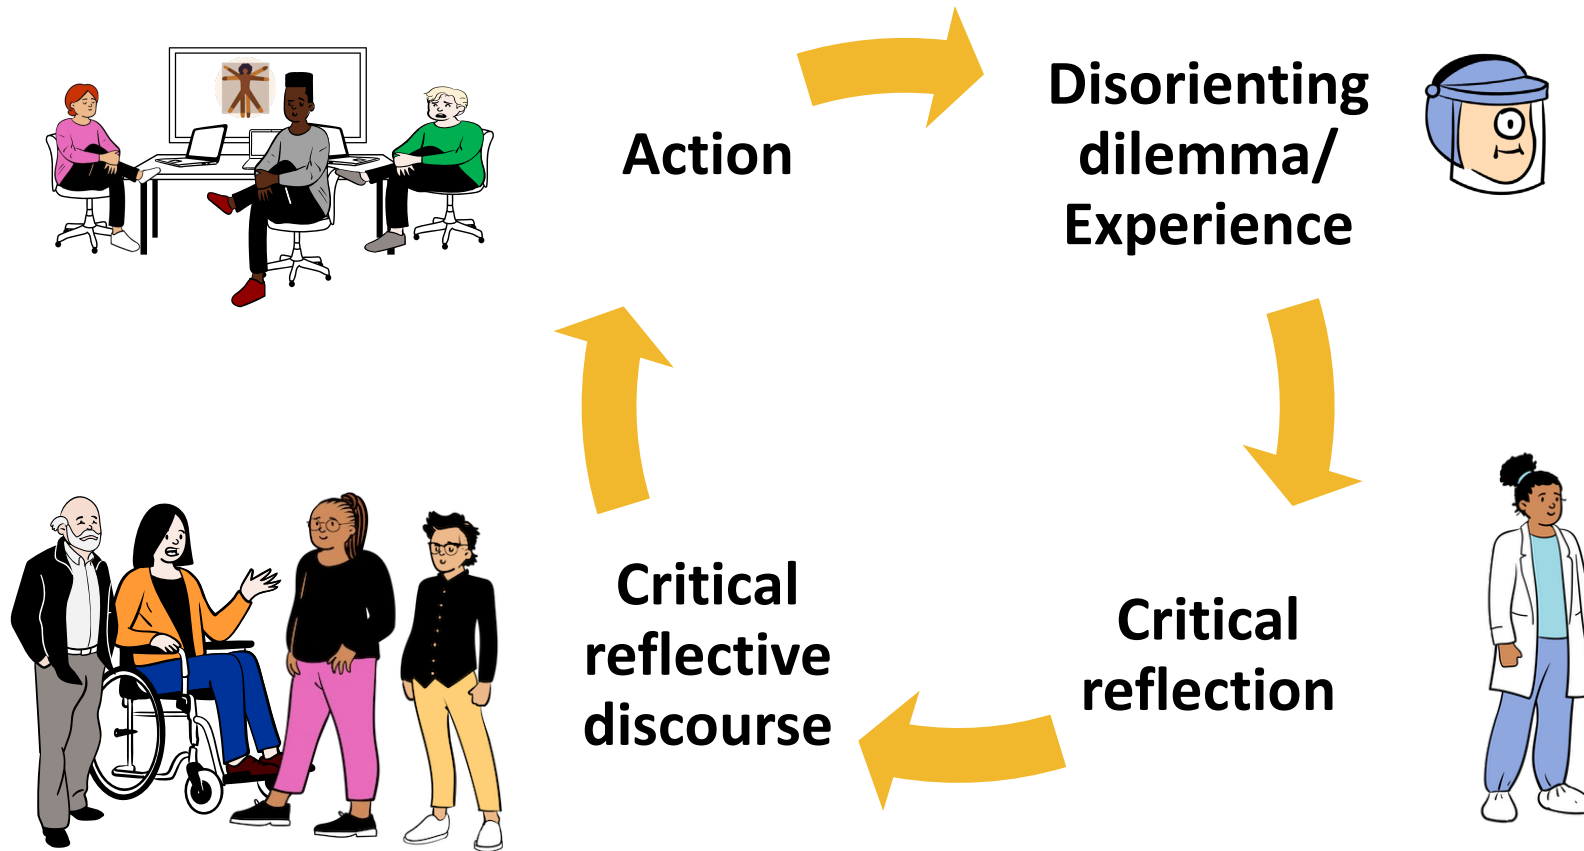 Action
Disorienting
dilemma/
Experience
Critical
reflection
Critical
reflective
discourse